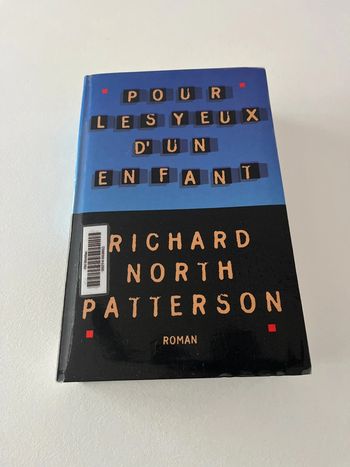 POUR
LES YEUX
D'UN
ENFANT
RICHARD
NORTH
PATTERSON
ROMAN